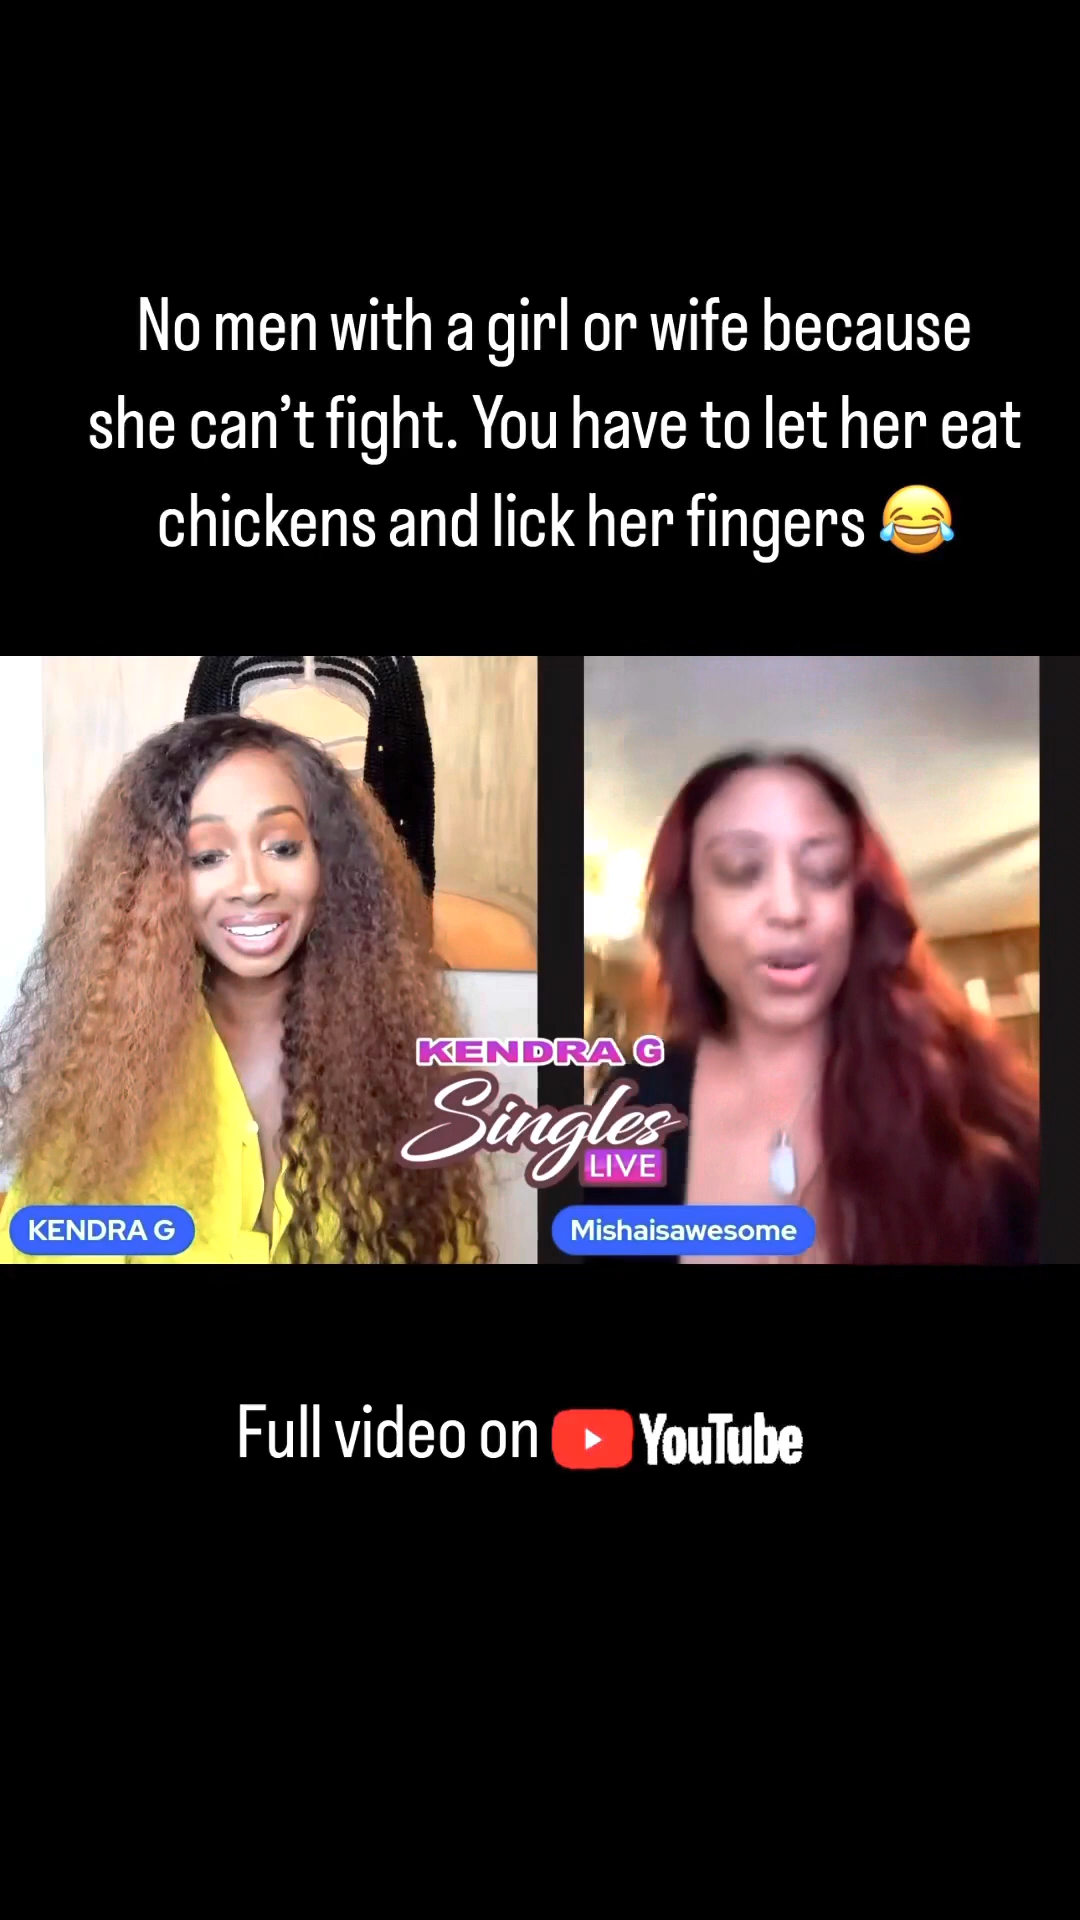 No men with a girl or wife because
she can’t fight. You have to let her eat
chickens and lick her fingers 😂
KENDRA G
Singles
LIVE
KENDRA G
Mishaisawesome
Full video on YouTube